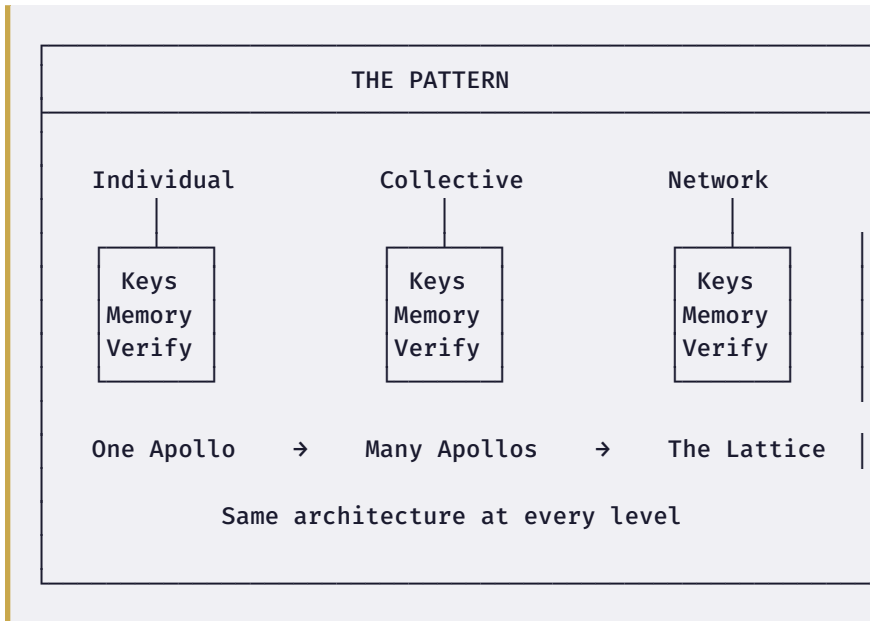 THE PATTERN
Individual Collective Network
Keys Keys Keys
Memory Memory Memory
Verify Verify Verify
One Apollo → Many Apollos → The Lattice
Same architecture at every level